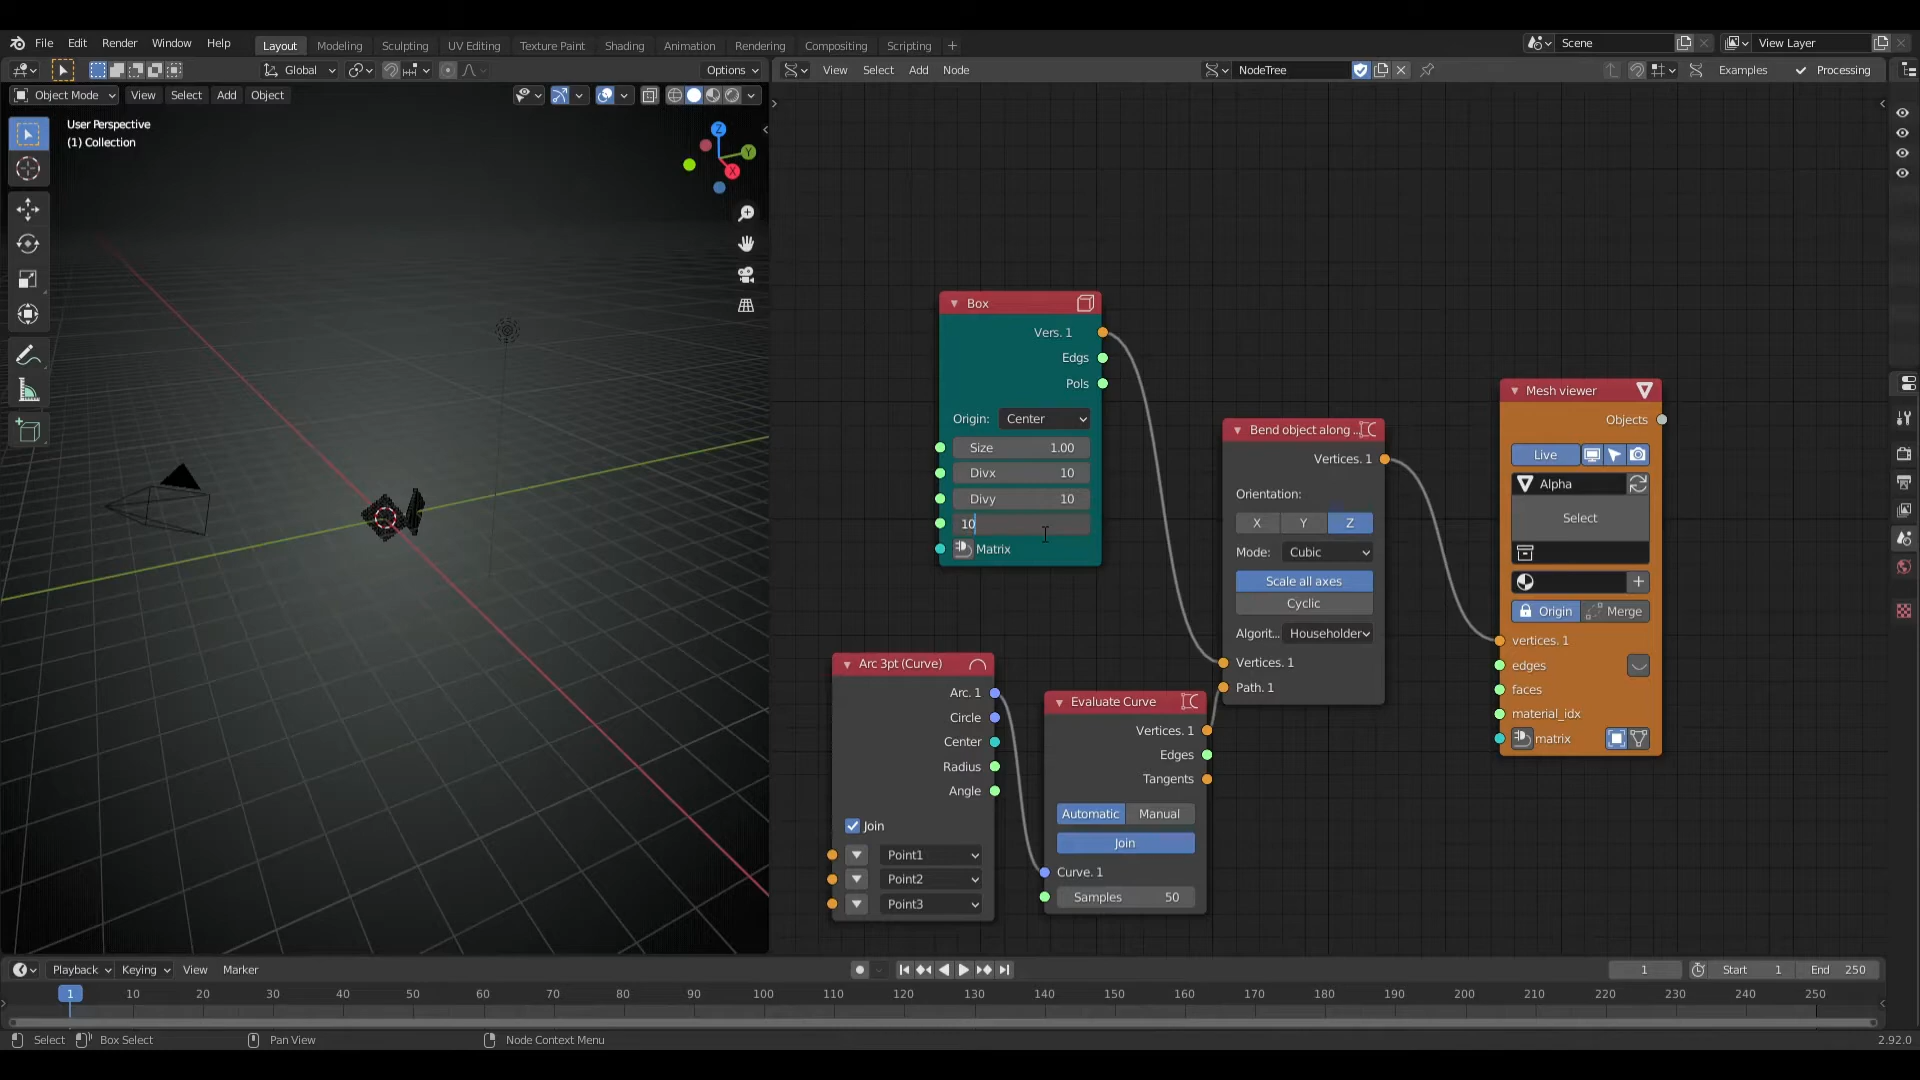 File Edit Render Window Help Layout Modeling Sculpting UV Editing Texture Paint Shading Animation Rendering Compositing Scripting + Scene View Layer
Global Options View Select Add Node NodeTree Examples Processing
Object Mode View Select Add Object
User Perspective
(1) Collection
Z
Y
X
Box
Vers. 1
Edgs
Pols
Origin: Center
Size 1.00
Divx 10
Divy 10
10
Matrix
Arc 3pt (Curve)
Arc. 1
Circle
Center
Radius
Angle
Join
Point1
Point2
Point3
Evaluate Curve
Vertices. 1
Edges
Tangents
Automatic Manual
Join
Curve. 1
Samples 50
Bend object along ...
Vertices. 1
Orientation:
X Y Z
Mode: Cubic
Scale all axes
Cyclic
Algorit... Householder
Vertices. 1
Path. 1
Mesh viewer
Objects
Live
Alpha
Select
+
Origin Merge
vertices. 1
edges
faces
material_idx
matrix
Playback Keying View Marker 1 Start 1 End 250
1 10 20 30 40 50 60 70 80 90 100 110 120 130 140 150 160 170 180 190 200 210 220 230 240 250
Select Box Select Pan View Node Context Menu 2.92.0